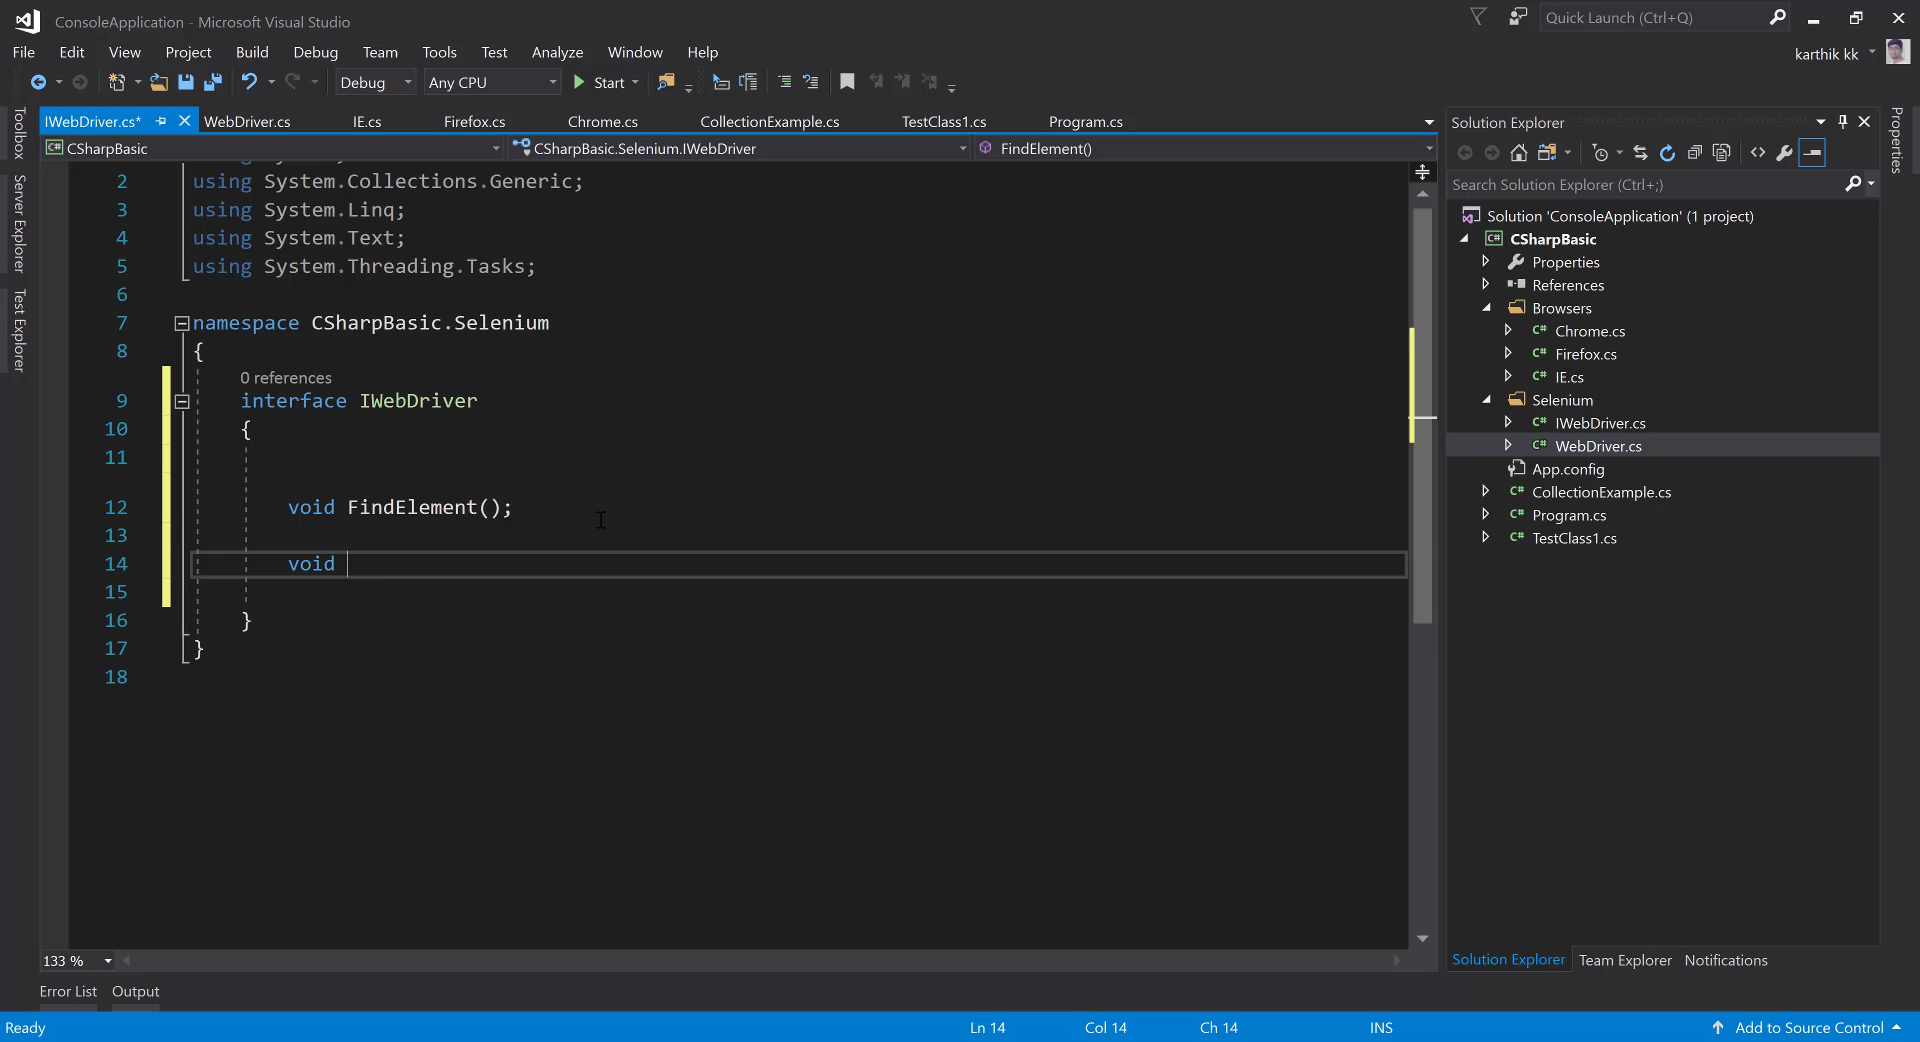 ConsoleApplication - Microsoft Visual Studio
Quick Launch (Ctrl+Q)
File Edit View Project Build Debug Team Tools Test Analyze Window Help
karthik kk
Debug Any CPU Start
IWebDriver.cs* WebDriver.cs IE.cs Firefox.cs Chrome.cs CollectionExample.cs TestClass1.cs Program.cs
CSharpBasic CSharpBasic.Selenium.IWebDriver FindElement()
Toolbox
Server Explorer
Test Explorer
2 using System.Collections.Generic;
3 using System.Linq;
4 using System.Text;
5 using System.Threading.Tasks;
6
7 namespace CSharpBasic.Selenium
8 {
0 references
9 interface IWebDriver
10 {
11
12 void FindElement();
13
14 void
15
16 }
17 }
18
133 %
Error List Output
Solution Explorer
Search Solution Explorer (Ctrl+;)
Solution 'ConsoleApplication' (1 project)
C# CSharpBasic
Properties
References
Browsers
C# Chrome.cs
C# Firefox.cs
C# IE.cs
Selenium
C# IWebDriver.cs
C# WebDriver.cs
App.config
C# CollectionExample.cs
C# Program.cs
C# TestClass1.cs
Solution Explorer Team Explorer Notifications
Properties
Ready Ln 14 Col 14 Ch 14 INS Add to Source Control